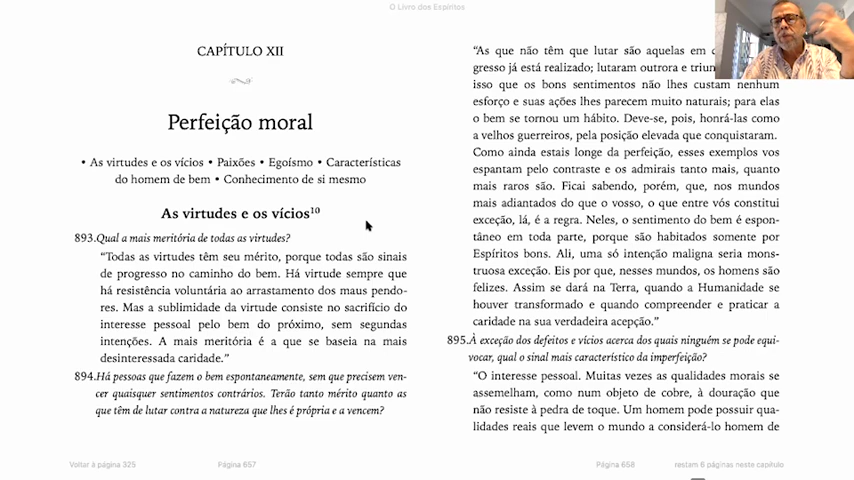 O Livro dos Espíritos
CAPÍTULO XII
Perfeição moral
• As virtudes e os vícios • Paixões • Egoísmo • Características
do homem de bem • Conhecimento de si mesmo
As virtudes e os vícios10
893.Qual a mais meritória de todas as virtudes?
“Todas as virtudes têm seu mérito, porque todas são sinais
de progresso no caminho do bem. Há virtude sempre que
há resistência voluntária ao arrastamento dos maus pendo-
res. Mas a sublimidade da virtude consiste no sacrifício do
interesse pessoal pelo bem do próximo, sem segundas
intenções. A mais meritória é a que se baseia na mais
desinteressada caridade.”
894.Há pessoas que fazem o bem espontaneamente, sem que precisem ven-
cer quaisquer sentimentos contrários. Terão tanto mérito quanto as
que têm de lutar contra a natureza que lhes é própria e a vencem?
“As que não têm que lutar são aquelas em
gresso já está realizado; lutaram outrora e
isso que os bons sentimentos não lhes custam nenhum
esforço e suas ações lhes parecem muito naturais; para elas
o bem se tornou um hábito. Deve-se, pois, honrá-las como
a velhos guerreiros, pela posição elevada que conquistaram.
Como ainda estais longe da perfeição, esses exemplos vos
espantam pelo contraste e os admirais tanto mais, quanto
mais raros são. Ficai sabendo, porém, que, nos mundos
mais adiantados do que o vosso, o que entre vós constitui
exceção, lá, é a regra. Neles, o sentimento do bem é espon-
tâneo em toda parte, porque são habitados somente por
Espíritos bons. Ali, uma só intenção maligna seria mons-
truosa exceção. Eis por que, nesses mundos, os homens são
felizes. Assim se dará na Terra, quando a Humanidade se
houver transformado e quando compreender e praticar a
caridade na sua verdadeira acepção.”
895.À exceção dos defeitos e vícios acerca dos quais ninguém se pode equi-
vocar, qual o sinal mais característico da imperfeição?
“O interesse pessoal. Muitas vezes as qualidades morais se
assemelham, como num objeto de cobre, à douração que
não resiste à pedra de toque. Um homem pode possuir qua-
lidades reais que levem o mundo a considerá-lo homem de
Voltar à página 325
Página 657
Página 658
restam 6 páginas neste capítulo